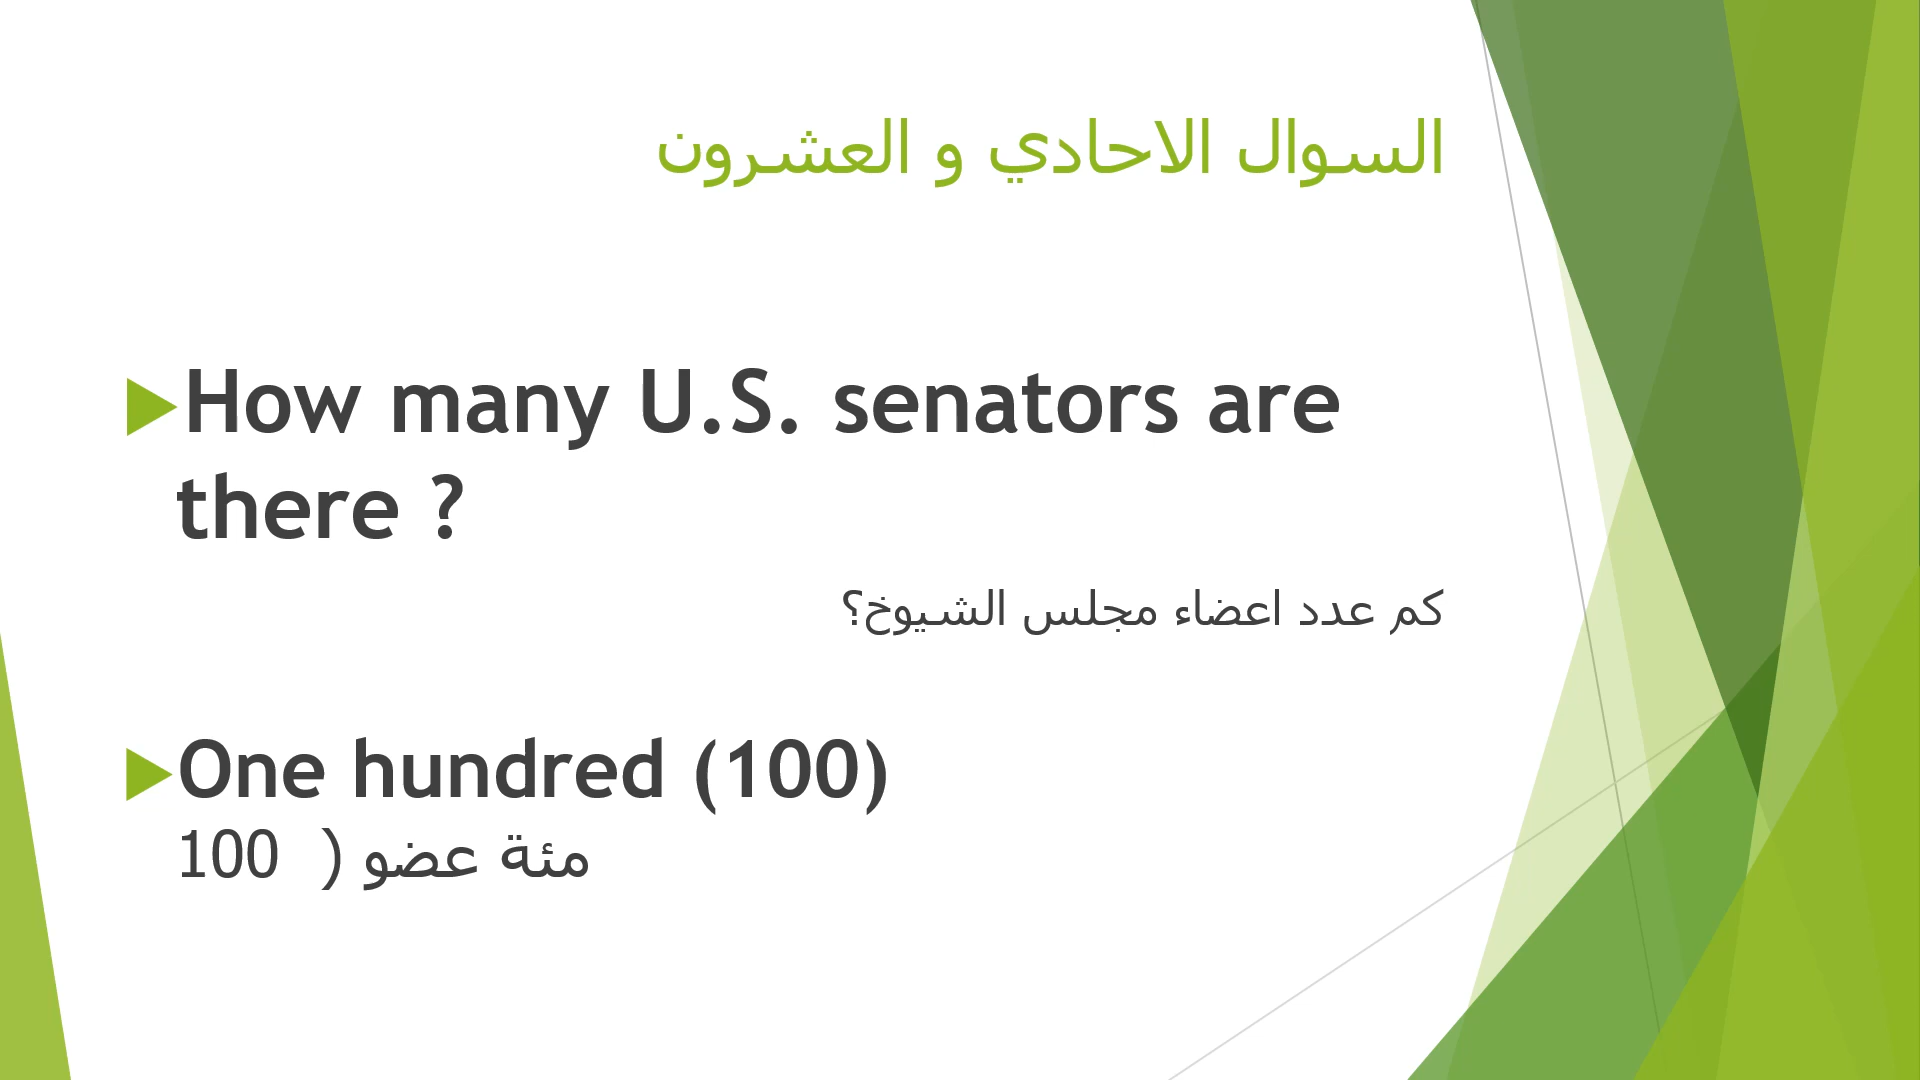 السوال الاحادي و العشرون
How many U.S. senators are
there ?
كم عدد اعضاء مجلس الشيوخ؟
One hundred (100)
مئة عضو ( 100